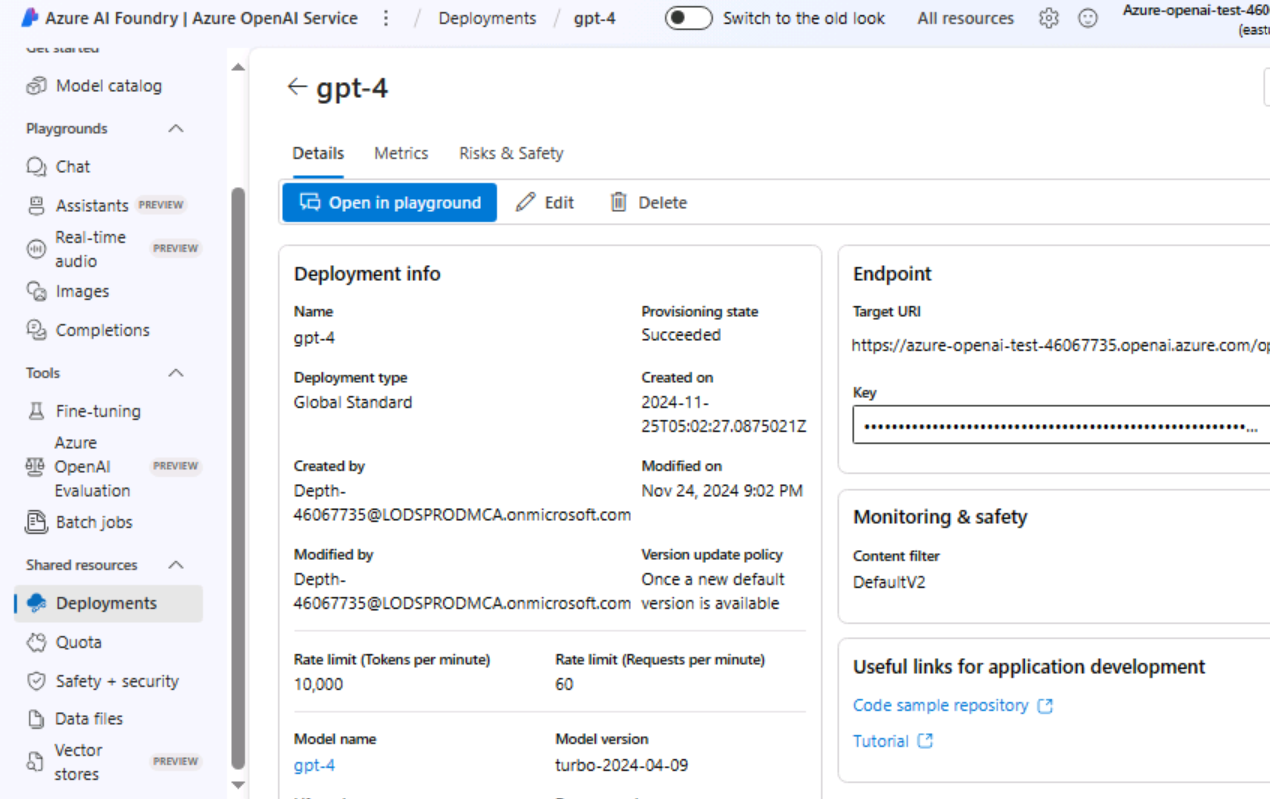 Azure AI Foundry | Azure OpenAI Service
/ Deployments / gpt-4
Switch to the old look
All resources
Azure-openai-test-460
(eastu
Get started
Model catalog
Playgrounds
Chat
Assistants PREVIEW
Real-time
audio
PREVIEW
Images
Completions
Tools
Fine-tuning
Azure
OpenAI
Evaluation
PREVIEW
Batch jobs
Shared resources
Deployments
Quota
Safety + security
Data files
Vector
stores
PREVIEW
gpt-4
Details Metrics Risks & Safety
Open in playground Edit Delete
Deployment info
Name
gpt-4
Provisioning state
Succeeded
Deployment type
Global Standard
Created on
2024-11-
25T05:02:27.0875021Z
Created by
Depth-
46067735@LODSPRODMCA.onmicrosoft.com
Modified on
Nov 24, 2024 9:02 PM
Modified by
Depth-
46067735@LODSPRODMCA.onmicrosoft.com
Version update policy
Once a new default
version is available
Rate limit (Tokens per minute)
10,000
Rate limit (Requests per minute)
60
Model name
gpt-4
Model version
turbo-2024-04-09
Endpoint
Target URI
https://azure-openai-test-46067735.openai.azure.com/op
Key
Monitoring & safety
Content filter
DefaultV2
Useful links for application development
Code sample repository
Tutorial